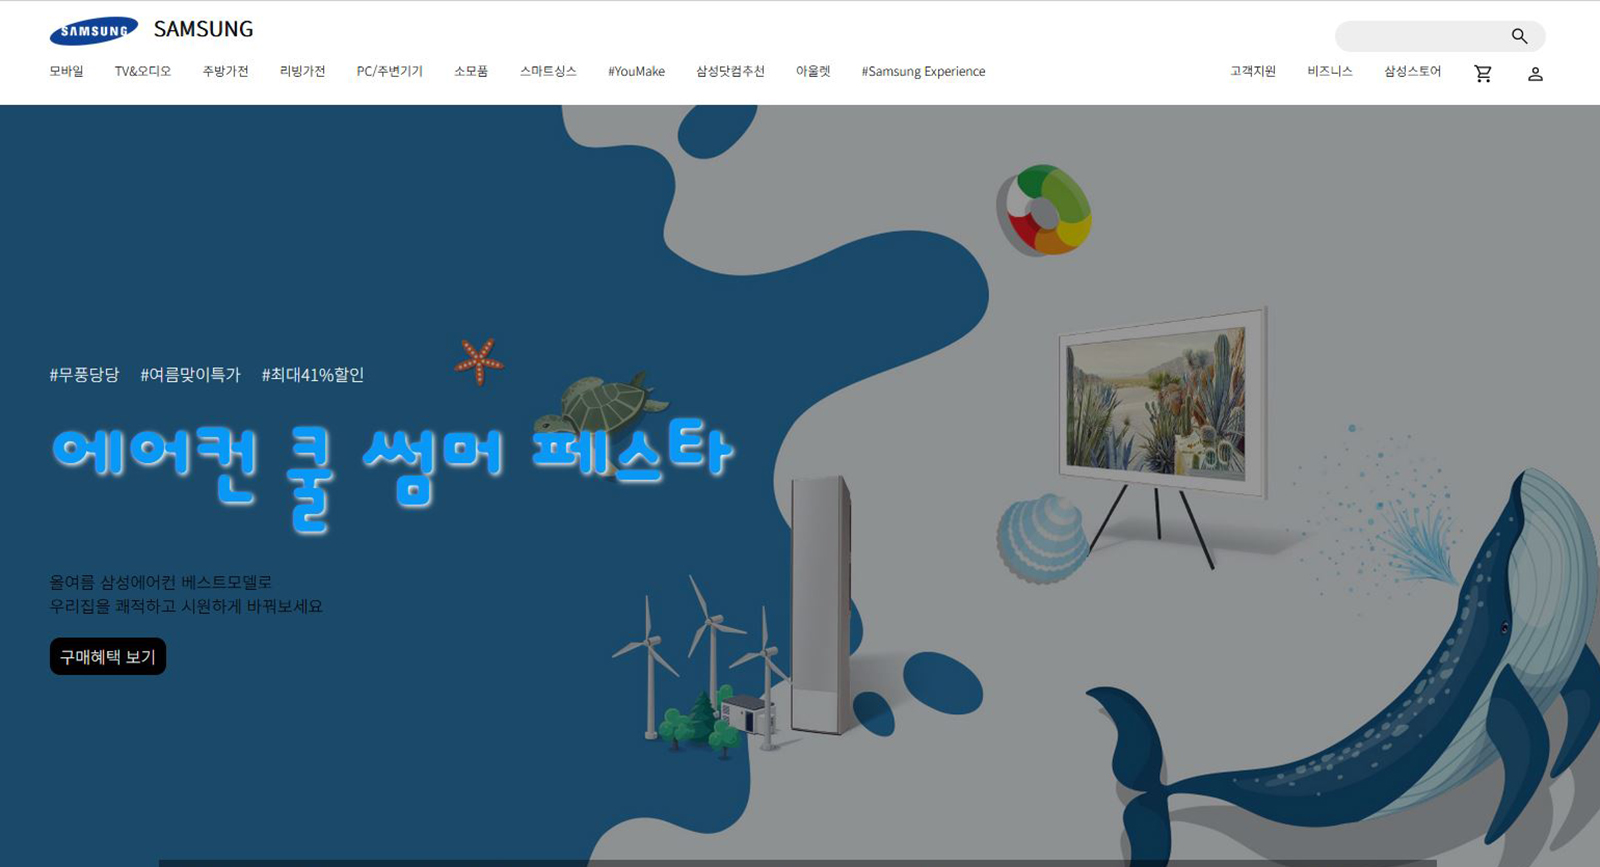 SAMSUNG SAMSUNG
모바일 TV&오디오 주방가전 리빙가전 PC/주변기기 소모품 스마트싱스 #YouMake 삼성닷컴추천 아울렛 #Samsung Experience 고객지원 비즈니스 삼성스토어
#무풍당당 #여름맞이특가 #최대41%할인
에어컨 쿨 썸머 페스타
올여름 삼성에어컨 베스트모델로
우리집을 쾌적하고 시원하게 바꿔보세요
구매혜택 보기